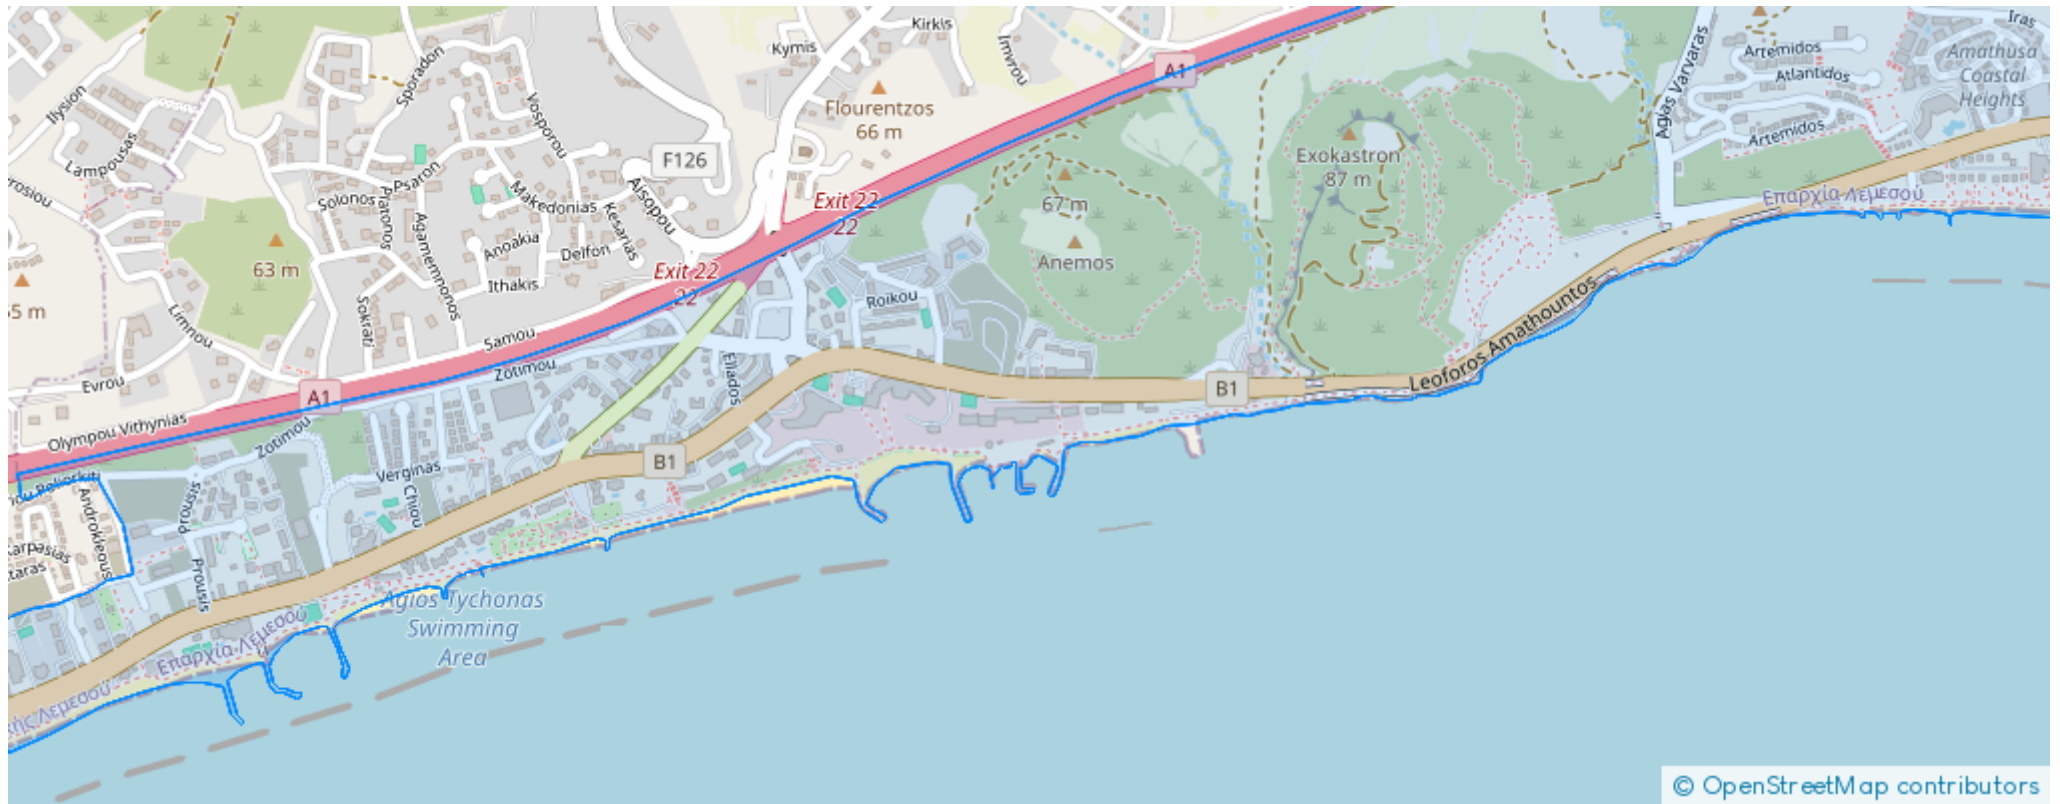 Kirkis
Kymis
Imvrou
A1
Iras
Artemidos
Amathusa
Coastal
Heights
Atlantidos
Agias Varvaras
Artemidos
Ilysion
Sporadon
Vosporou
Flourentzos
66 m
Lampousas
F126
Exokastron
87 m
Psaron
Makedonias
Aisopou
Solonos
Agamemnonos
Kesarias
Exit 22
22
67 m
Επαρχία Λεμεσού
Anoakia
Delfon
63 m
Exit 22
22
Anemos
Ithakis
Roikou
Sokrati
Limnou
Samou
Leoforos Amathountos
Evrou
Zotimou
Ellados
A1
B1
Olympou Vithynias
Zotimou
B1
Verginas
Chiou
Androkleous
Prousis
Prousis
Agios Tychonas
Swimming
Area
Επαρχία Λεμεσού
© OpenStreetMap contributors